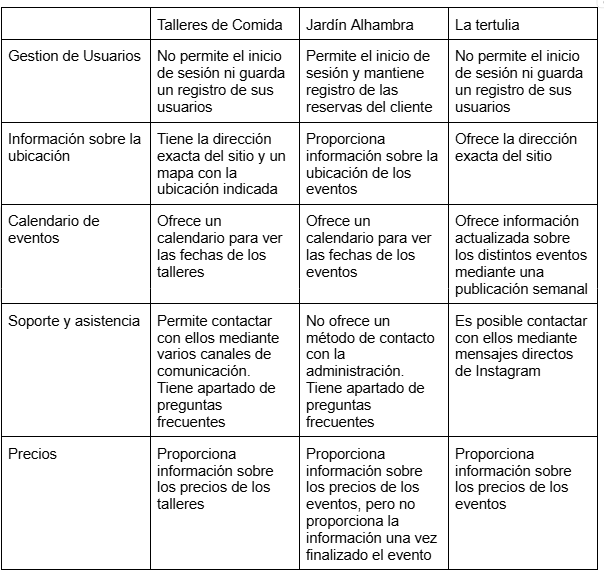 Talleres de Comida
Jardín Alhambra
La tertulia
Gestion de Usuarios
No permite el inicio
de sesión ni guarda
un registro de sus
usuarios
Permite el inicio de
sesión y mantiene
registro de las
reservas del cliente
No permite el inicio
de sesión ni guarda
un registro de sus
usuarios
Información sobre la
ubicación
Tiene la dirección
exacta del sitio y un
mapa con la
ubicación indicada
Proporciona
información sobre la
ubicación de los
eventos
Ofrece la dirección
exacta del sitio
Calendario de
eventos
Ofrece un
calendario para ver
las fechas de los
talleres
Ofrece un
calendario para ver
las fechas de los
eventos
Ofrece información
actualizada sobre
los distintos eventos
mediante una
publicación semanal
Soporte y asistencia
Permite contactar
con ellos mediante
varios canales de
comunicación.
Tiene apartado de
preguntas
frecuentes
No ofrece un
método de contacto
con la
administración.
Tiene apartado de
preguntas
frecuentes
Es posible contactar
con ellos mediante
mensajes directos
de Instagram
Precios
Proporciona
información sobre
los precios de los
talleres
Proporciona
información sobre
los precios de los
eventos, pero no
proporciona la
información una vez
finalizado el evento
Proporciona
información sobre
los precios de los
eventos